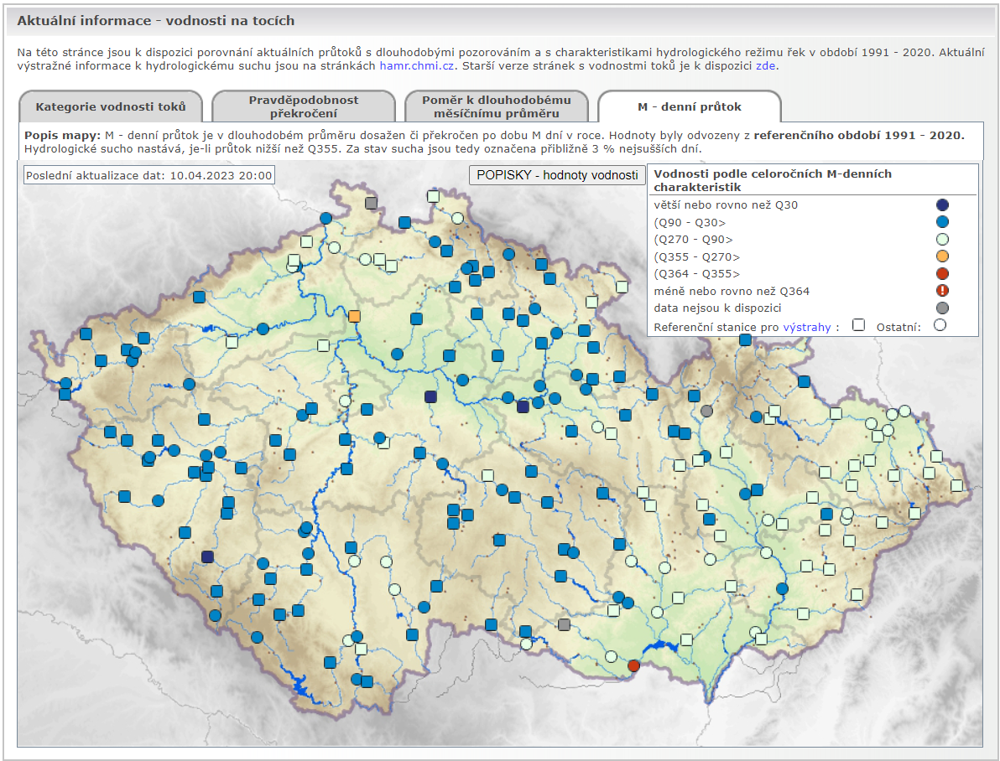 Aktuální informace - vodnosti na tocích
Na této stránce jsou k dispozici porovnání aktuálních průtoků s dlouhodobými pozorováním a s charakteristikami hydrologického režimu řek v období 1991 - 2020. Aktuální
výstražné informace k hydrologickému suchu jsou na stránkách hamr.chmi.cz. Starší verze stránek s vodnostmi toků je k dispozici zde.
Kategorie vodnosti toků
Pravděpodobnost
překročení
Poměr k dlouhodobému
měsíčnímu průměru
M - denní průtok
Popis mapy: M - denní průtok je v dlouhodobém průměru dosažen či překročen po dobu M dní v roce. Hodnoty byly odvozeny z referenčního období 1991 - 2020.
Hydrologické sucho nastává, je-li průtok nižší než Q355. Za stav sucha jsou tedy označena přibližně 3 % nejsušších dní.
Poslední aktualizace dat: 10.04.2023 20:00
POPISKY - hodnoty vodnosti
Vodnosti podle celoročních M-denních
charakteristik
větší nebo rovno než Q30
(Q90 - Q30>
(Q270 - Q90>
(Q355 - Q270>
(Q364 - Q355>
méně nebo rovno než Q364
data nejsou k dispozici
Referenční stanice pro výstrahy : Ostatní: